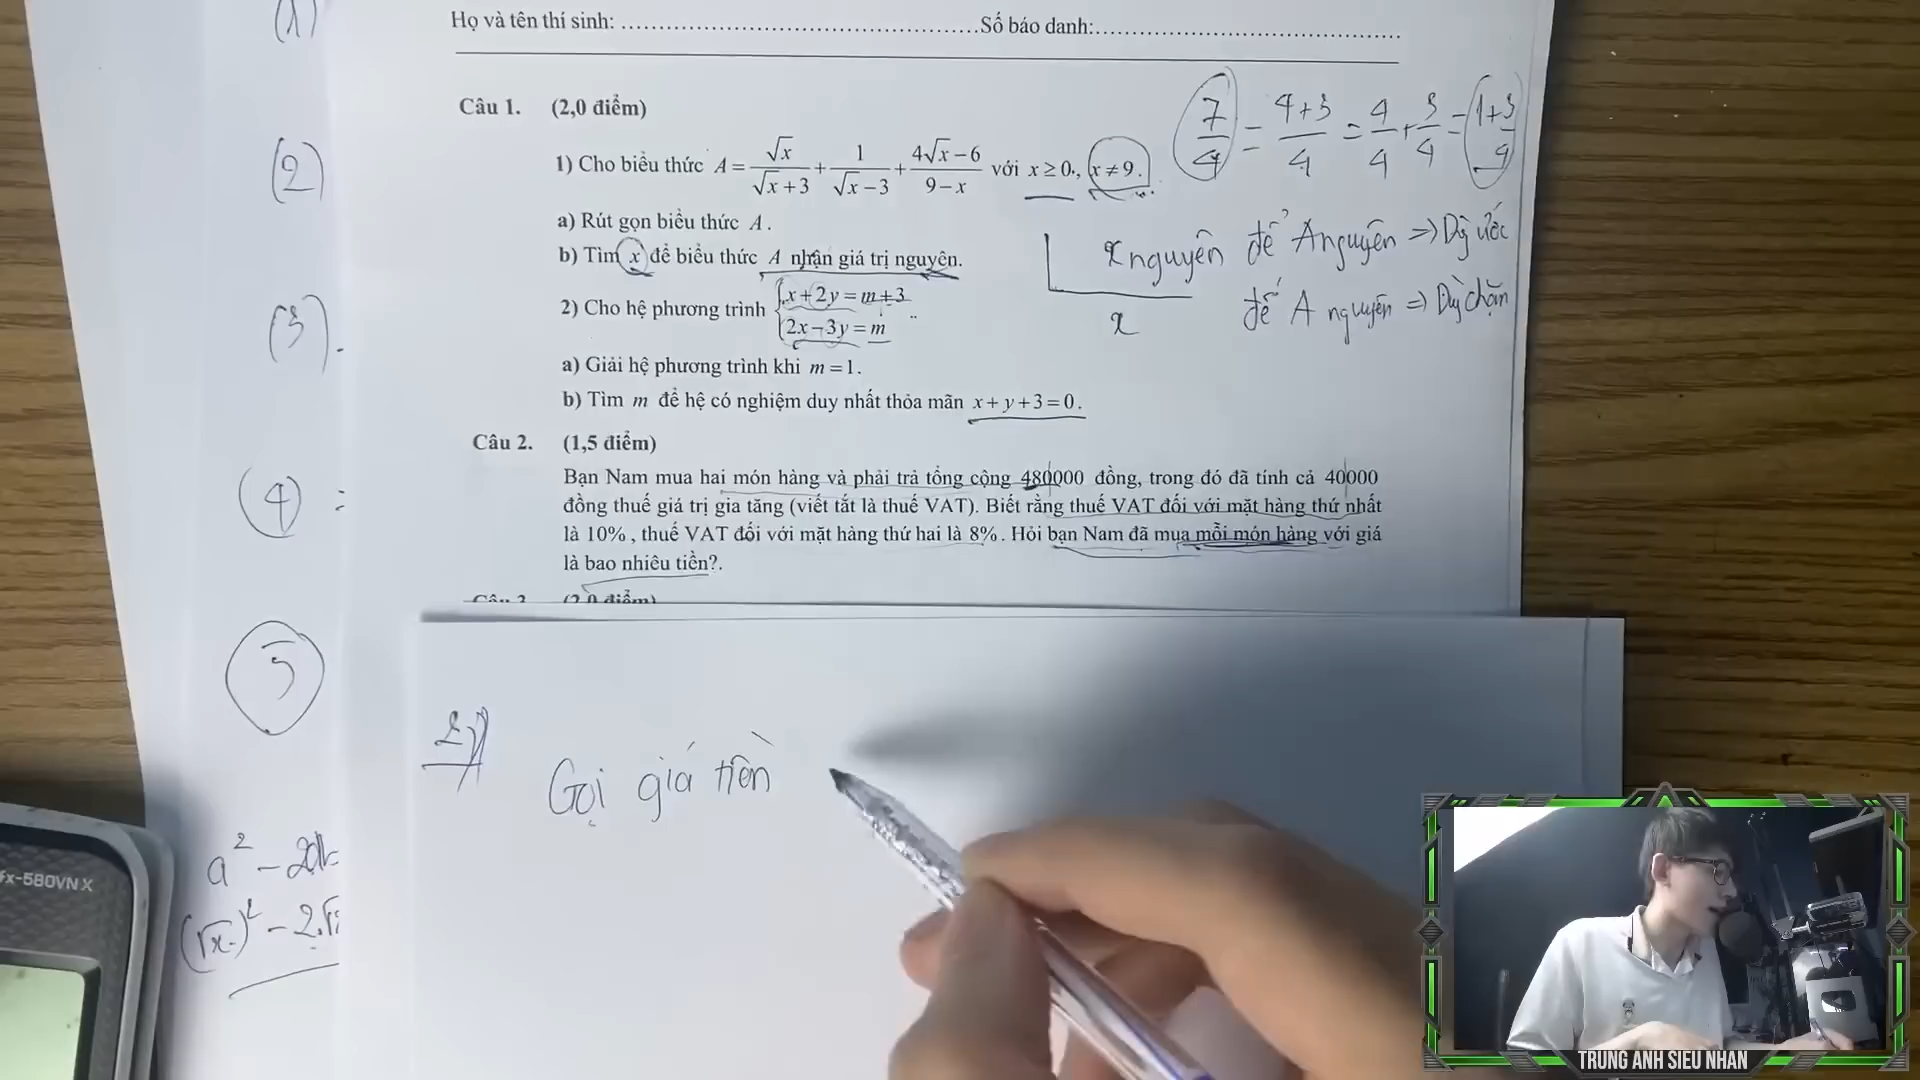 Họ và tên thí sinh: ........................................ Số báo danh:........................................
Câu 1. (2,0 điểm)
1) Cho biểu thức A = √x/(√x+3) + 1/(√x−3) + (4√x−6)/(9−x) với x ≥ 0, x ≠ 9.
a) Rút gọn biểu thức A.
b) Tìm x để biểu thức A nhận giá trị nguyên.
2) Cho hệ phương trình { x+2y=m+3
2x−3y=m
a) Giải hệ phương trình khi m=1.
b) Tìm m để hệ có nghiệm duy nhất thỏa mãn x+y+3=0.
Câu 2. (1,5 điểm)
Bạn Nam mua hai món hàng và phải trả tổng cộng 480000 đồng, trong đó đã tính cả 40000
đồng thuế giá trị gia tăng (viết tắt là thuế VAT). Biết rằng thuế VAT đối với mặt hàng thứ nhất
là 10%, thuế VAT đối với mặt hàng thứ hai là 8%. Hỏi bạn Nam đã mua mỗi món hàng với giá
là bao nhiêu tiền?.
Câu 3 (2,0 điểm)
7/4 = (4+3)/4 = 4/4 + 3/4 = 1+3/4
x nguyên để A nguyên => Dg ước
x để A nguyên => Dg chặn
(1)
(2)
(3).
(4) =
5
a² − 2ab
(√x)² − 2.√x
fx-580VN X
2)
Gọi giá tiền
TRUNG ANH SIEU NHAN